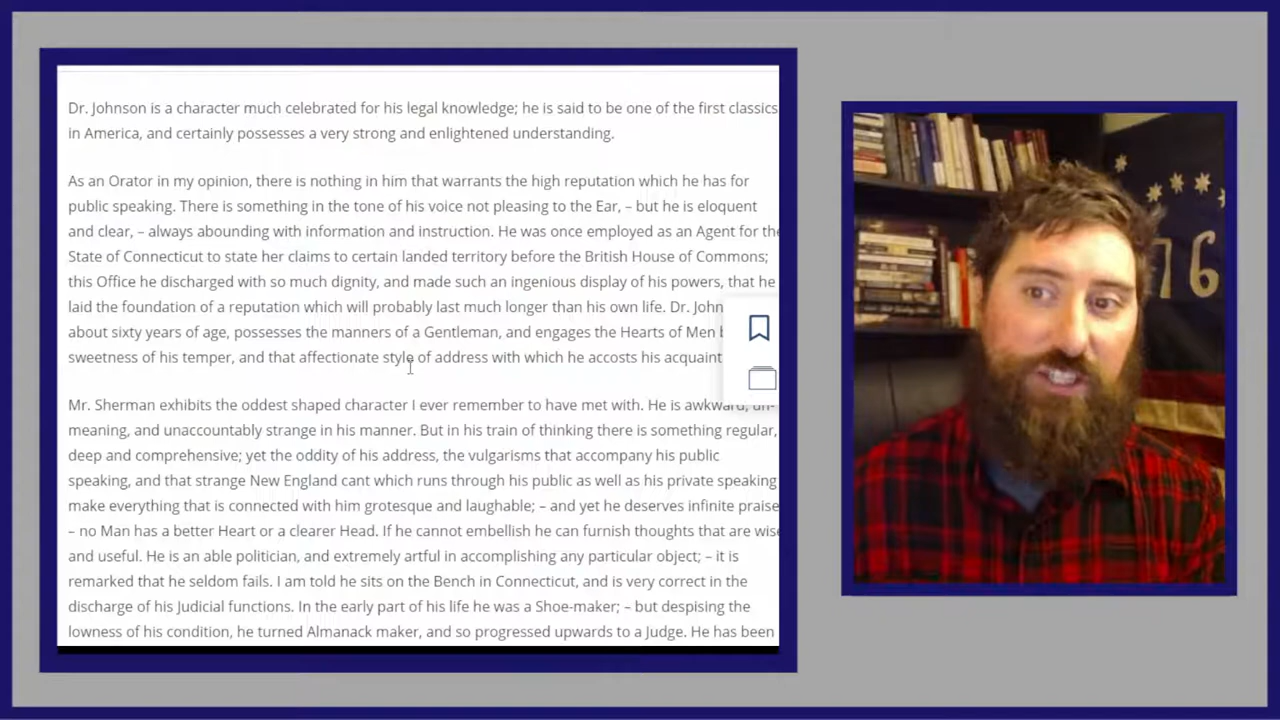 Dr. Johnson is a character much celebrated for his legal knowledge; he is said to be one of the first classics
in America, and certainly possesses a very strong and enlightened understanding.
As an Orator in my opinion, there is nothing in him that warrants the high reputation which he has for
public speaking. There is something in the tone of his voice not pleasing to the Ear, – but he is eloquent
and clear, – always abounding with information and instruction. He was once employed as an Agent for the
State of Connecticut to state her claims to certain landed territory before the British House of Commons;
this Office he discharged with so much dignity, and made such an ingenious display of his powers, that he
laid the foundation of a reputation which will probably last much longer than his own life. Dr. John
about sixty years of age, possesses the manners of a Gentleman, and engages the Hearts of Men
sweetness of his temper, and that affectionate style of address with which he accosts his acquaint
Mr. Sherman exhibits the oddest shaped character I ever remember to have met with. He is awkward, un-
meaning, and unaccountably strange in his manner. But in his train of thinking there is something regular,
deep and comprehensive; yet the oddity of his address, the vulgarisms that accompany his public
speaking, and that strange New England cant which runs through his public as well as his private speaking
make everything that is connected with him grotesque and laughable; – and yet he deserves infinite praise
– no Man has a better Heart or a clearer Head. If he cannot embellish he can furnish thoughts that are wise
and useful. He is an able politician, and extremely artful in accomplishing any particular object; – it is
remarked that he seldom fails. I am told he sits on the Bench in Connecticut, and is very correct in the
discharge of his Judicial functions. In the early part of his life he was a Shoe-maker; – but despising the
lowness of his condition, he turned Almanack maker, and so progressed upwards to a Judge. He has been
76